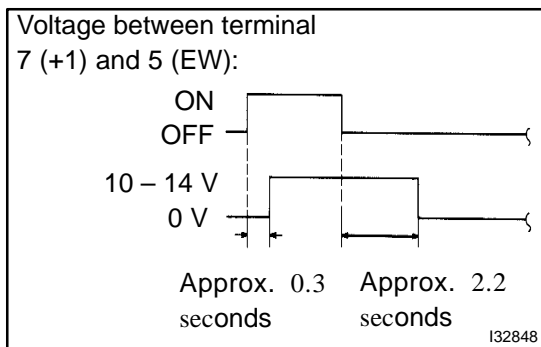 Voltage between terminal
7 (+1) and 5 (EW):
ON
OFF
10 – 14 V
0 V
Approx. 0.3 Approx. 2.2
seconds seconds
I32848